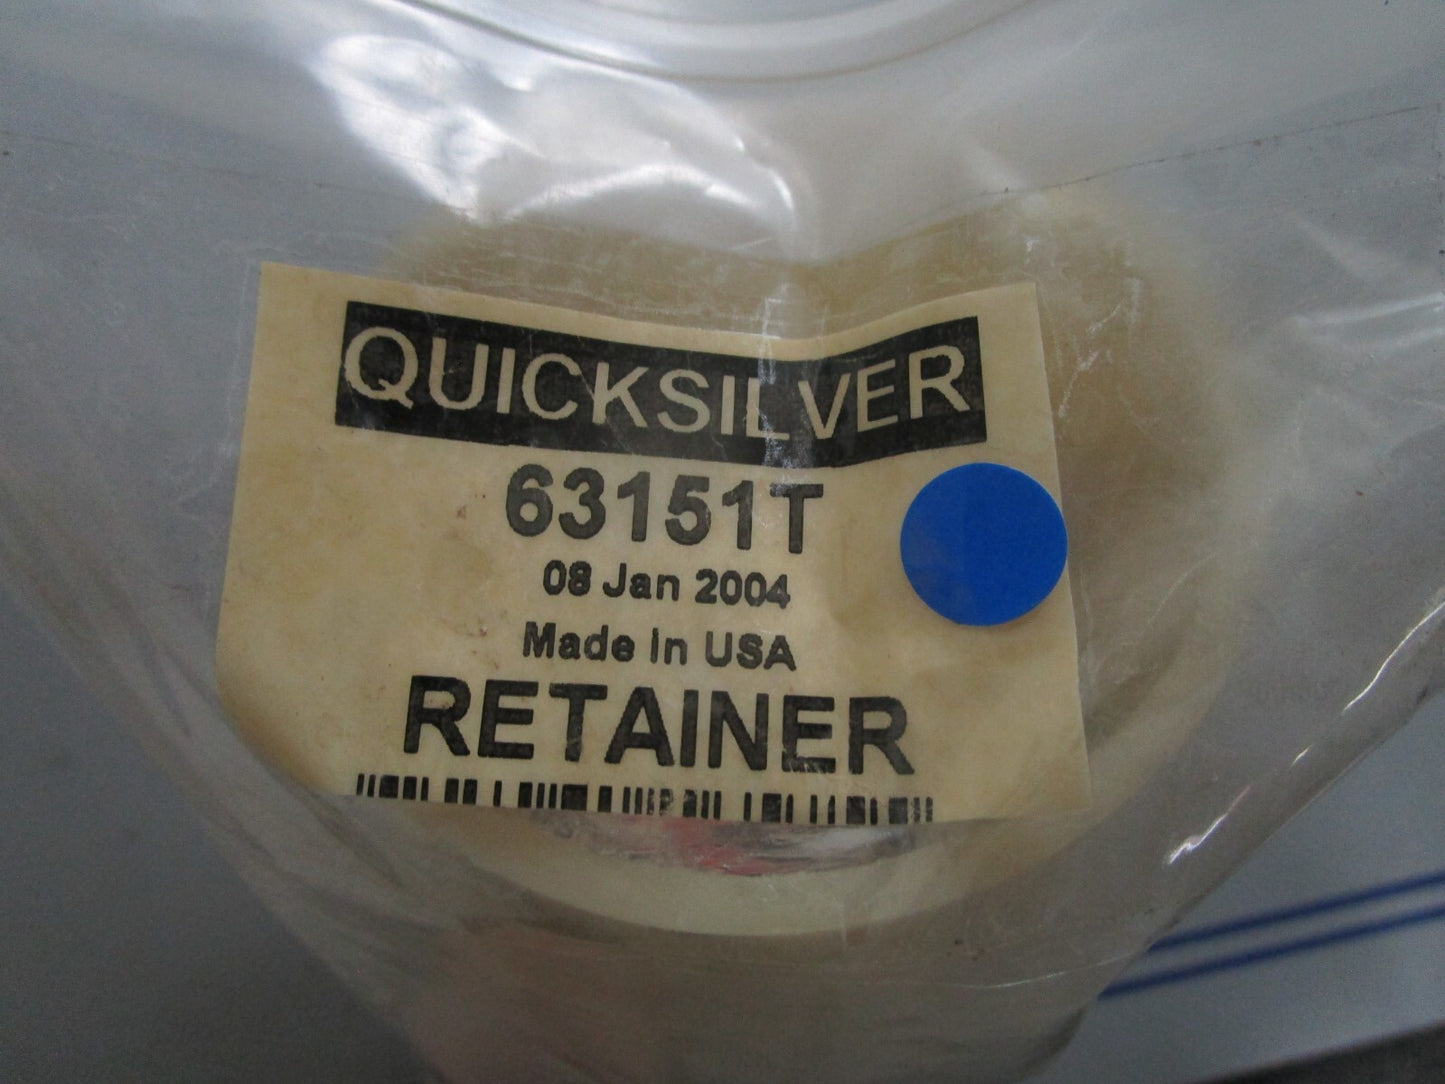 QUICKSILVER
63151T
08 Jan 2004
Made in USA
RETAINER